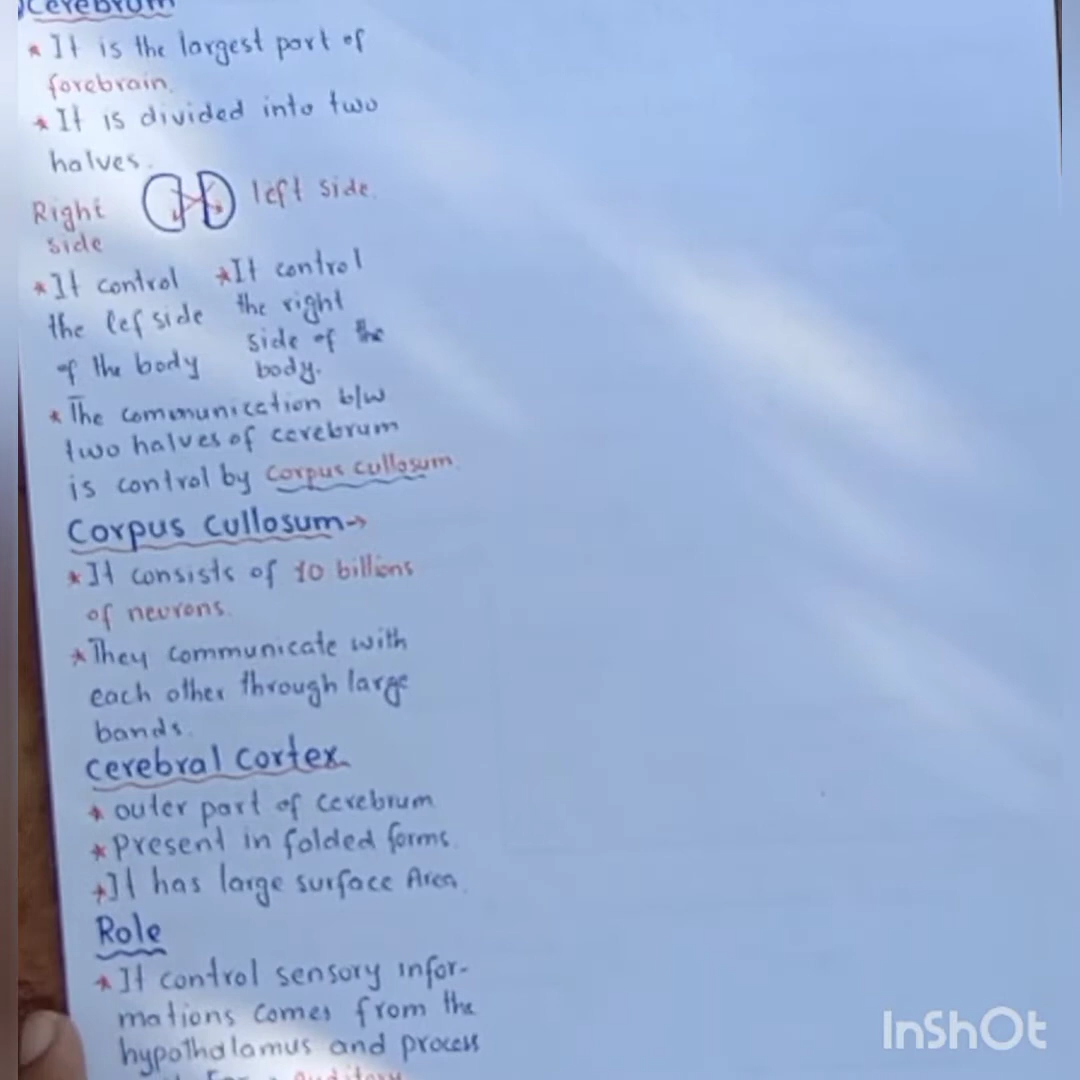 Cerebrum
* It is the largest part of
forebrain.
* It is divided into two
halves.
Right side
left side.
* It control
the lef side
of the body
* It control
the right
side of the
body.
* The communication b/w
two halves of cerebrum
is control by Corpus cullosum.
Corpus Cullosum→
* It consists of 10 billions
of neurons.
* They communicate with
each other through large
bands.
Cerebral Cortex
* outer part of Cerebrum
* Present in folded forms.
* It has large surface Area.
Role
* It control sensory infor-
mations comes from the
hypothalamus and process
Auditory
InShOt